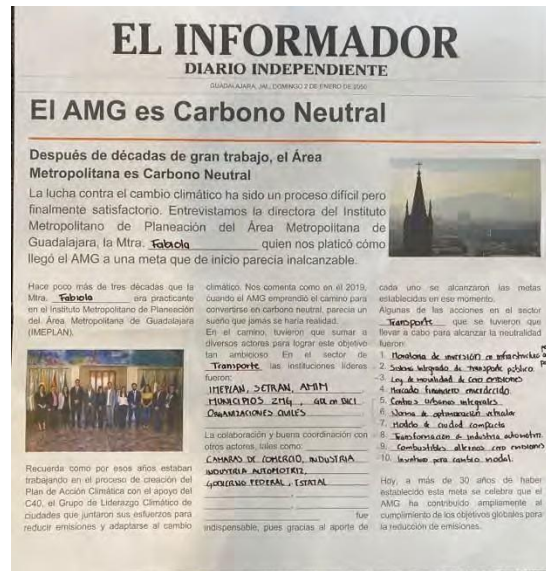 EL INFORMADOR
DIARIO INDEPENDIENTE
GUADALAJARA, JAL, DOMINGO 2 DE ENERO DE 2050
El AMG es Carbono Neutral
Después de décadas de gran trabajo, el Área
Metropolitana es Carbono Neutral
La lucha contra el cambio climático ha sido un proceso difícil pero
finalmente satisfactorio. Entrevistamos la directora del Instituto
Metropolitano de Planeación del Área Metropolitana de
Guadalajara, la Mtra. Fabiola quien nos platicó cómo
llegó el AMG a una meta que de inicio parecía inalcanzable.
Hace poco más de tres décadas que la
Mtra. Fabiola era practicante
en el Instituto Metropolitano de Planeación
del Área Metropolitana de Guadalajara
(IMEPLAN).
Recuerda como por esos años estaban
trabajando en el proceso de creación del
Plan de Acción Climática con el apoyo del
C40, el Grupo de Liderazgo Climático de
ciudades que juntaron sus esfuerzos para
reducir emisiones y adaptarse al cambio
climático. Nos comenta como en el 2019,
cuando el AMG emprendió el camino para
convertirse en carbono neutral, parecía un
sueño que jamás se haría realidad.
En el camino, tuvieron que sumar a
diversos actores para lograr este objetivo
tan ambicioso. En el sector de
Transporte las instituciones líderes
fueron:
IMEPLAN, SETRAN, AMIM
MUNICIPIOS ZMG,
ORGANIZACIONES CIVILES
La colaboración y buena coordinación con
otros actores, tales como:
CAMARAS DE COMERCIO, INDUSTRIA
INDUSTRIA AUTOMOTRIZ,
GOBIERNO FEDERAL, ESTATAL
fue
indispensable, pues gracias al aporte de
cada uno se alcanzaron las metas
establecidas en ese momento.
Algunas de las acciones en el sector
Transporte que se tuvieron que
llevar a cabo para alcanzar la neutralidad
fueron:
1. de inversión en infraestructura
2. Sistema integrado de transporte público.
3. Ley de movilidad de cero emisiones
4. Mercado financiero enverdecido.
5. Centros urbanos integrales
6. Norma de optimización vehicular
7. Modelo de ciudad compacta
8. Transformación de industria automotriz.
9. Combustibles alternos cero emisiones
10. Incentivo para cambio modal.
Hoy, a más de 30 años de haber
establecido esta meta se celebra que el
AMG ha contribuido ampliamente al
cumplimiento de los objetivos globales para
la reducción de emisiones.